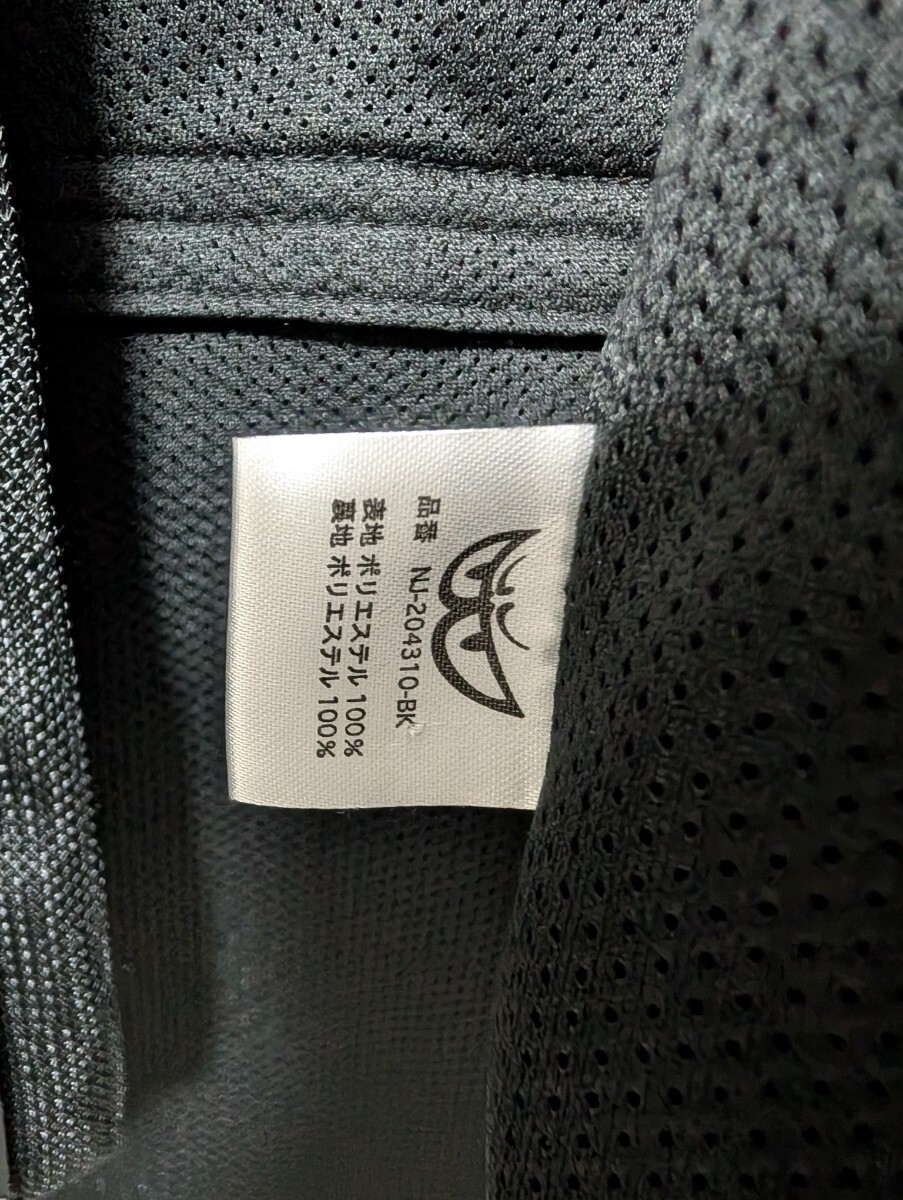 品番 NJ-204310-BK
表地 ポリエステル 100%
裏地 ポリエステル 100%